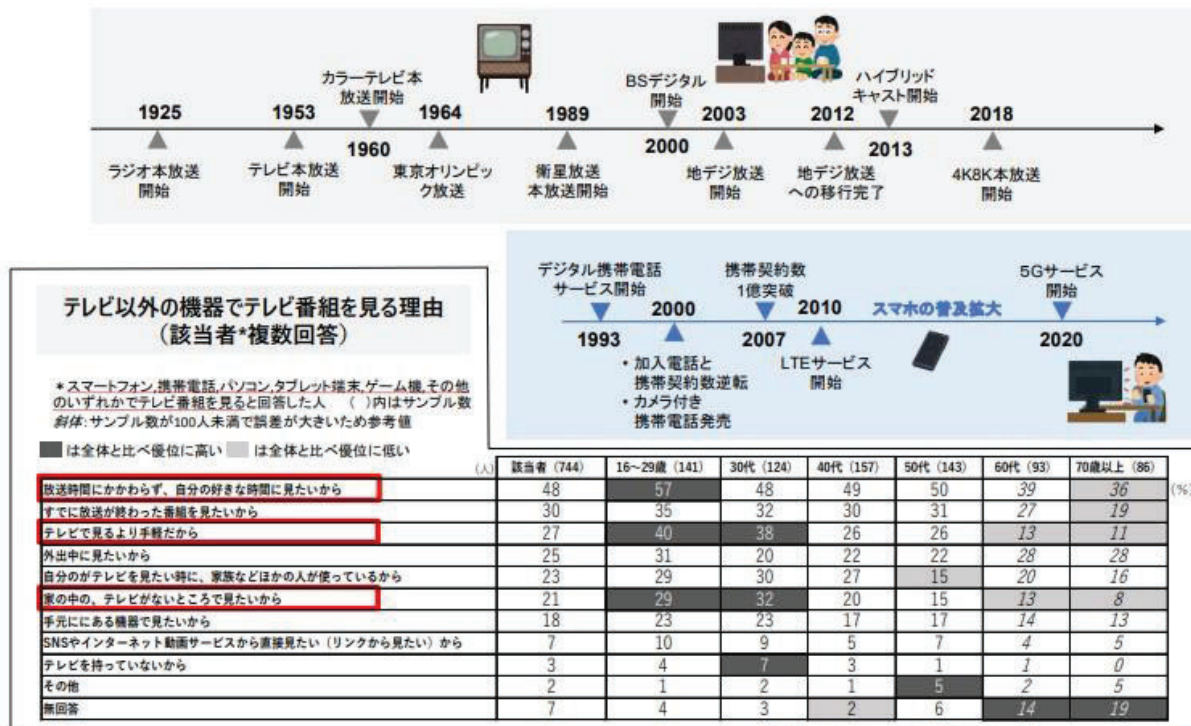 カラーテレビ本
放送開始
BSデジタル
開始
ハイブリッド
キャスト開始
1925
1953
1964
1989
2003
2012
2018
1960
2000
2013
ラジオ本放送
開始
テレビ本放送
開始
東京オリンピッ
ク放送
衛星放送
本放送開始
地デジ放送
開始
地デジ放送
への移行完了
4K8K本放送
開始
デジタル携帯電話
サービス開始
携帯契約数
1億突破
5Gサービス
開始
2000
2010
スマホの普及拡大
1993
2007
2020
・加入電話と
携帯契約数逆転
・カメラ付き
携帯電話発売
LTEサービス
開始
テレビ以外の機器でテレビ番組を見る理由
(該当者*複数回答)
*スマートフォン,携帯電話,パソコン,タブレット端末,ゲーム機,その他
のいずれかでテレビ番組を見ると回答した人 ( )内はサンプル数
斜体:サンプル数が100人未満で誤差が大きいため参考値
は全体と比べ優位に高い は全体と比べ優位に低い
(人) 該当者(744) 16~29歳(141) 30代(124) 40代(157) 50代(143) 60代(93) 70歳以上(86)
放送時間にかかわらず、自分の好きな時間に見たいから 48 57 48 49 50 39 36 (%)
すでに放送が終わった番組を見たいから 30 35 32 30 31 27 19
テレビで見るより手軽だから 27 40 38 26 26 13 11
外出中に見たいから 25 31 20 22 22 28 28
自分のがテレビを見たい時に、家族などほかの人が使っているから 23 29 30 27 15 20 16
家の中の、テレビがないところで見たいから 21 29 32 20 15 13 8
手元ににある機器で見たいから 18 23 23 17 17 14 13
SNSやインターネット動画サービスから直接見たい(リンクから見たい)から 7 10 9 5 7 4 5
テレビを持っていないから 3 4 7 3 1 1 0
その他 2 1 2 1 5 2 5
無回答 7 4 3 2 6 14 19